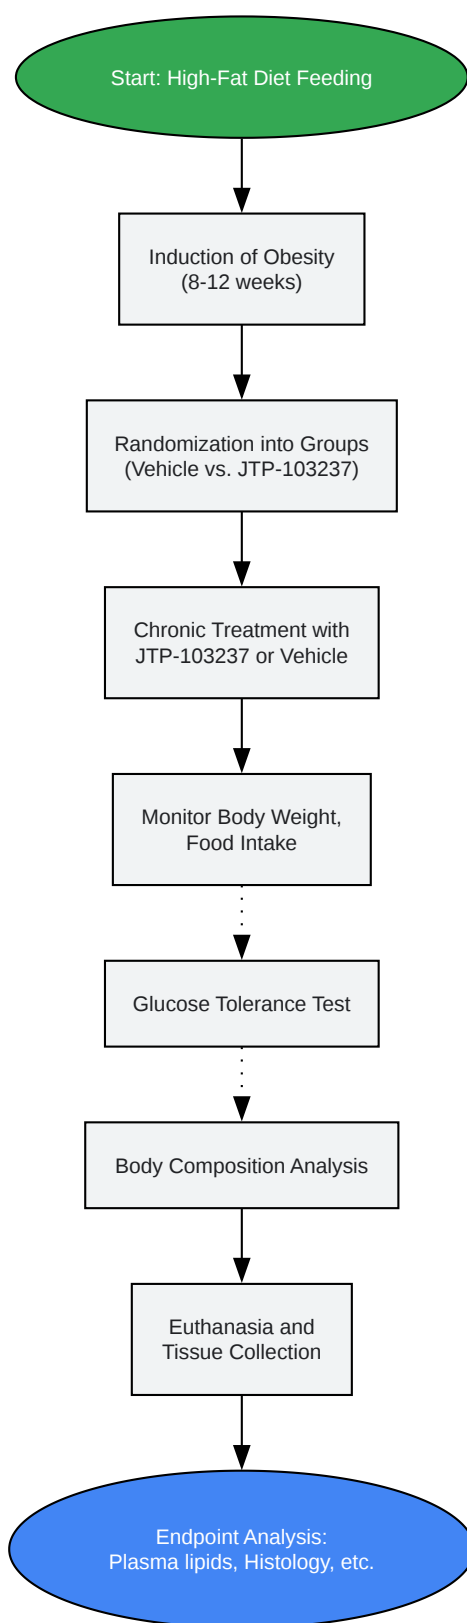 Start: High-Fat Diet Feeding
Induction of Obesity
(8-12 weeks)
Randomization into Groups
(Vehicle vs. JTP-103237)
Chronic Treatment with
JTP-103237 or Vehicle
Monitor Body Weight,
Food Intake
Glucose Tolerance Test
Body Composition Analysis
Euthanasia and
Tissue Collection
Endpoint Analysis:
Plasma lipids, Histology, etc.